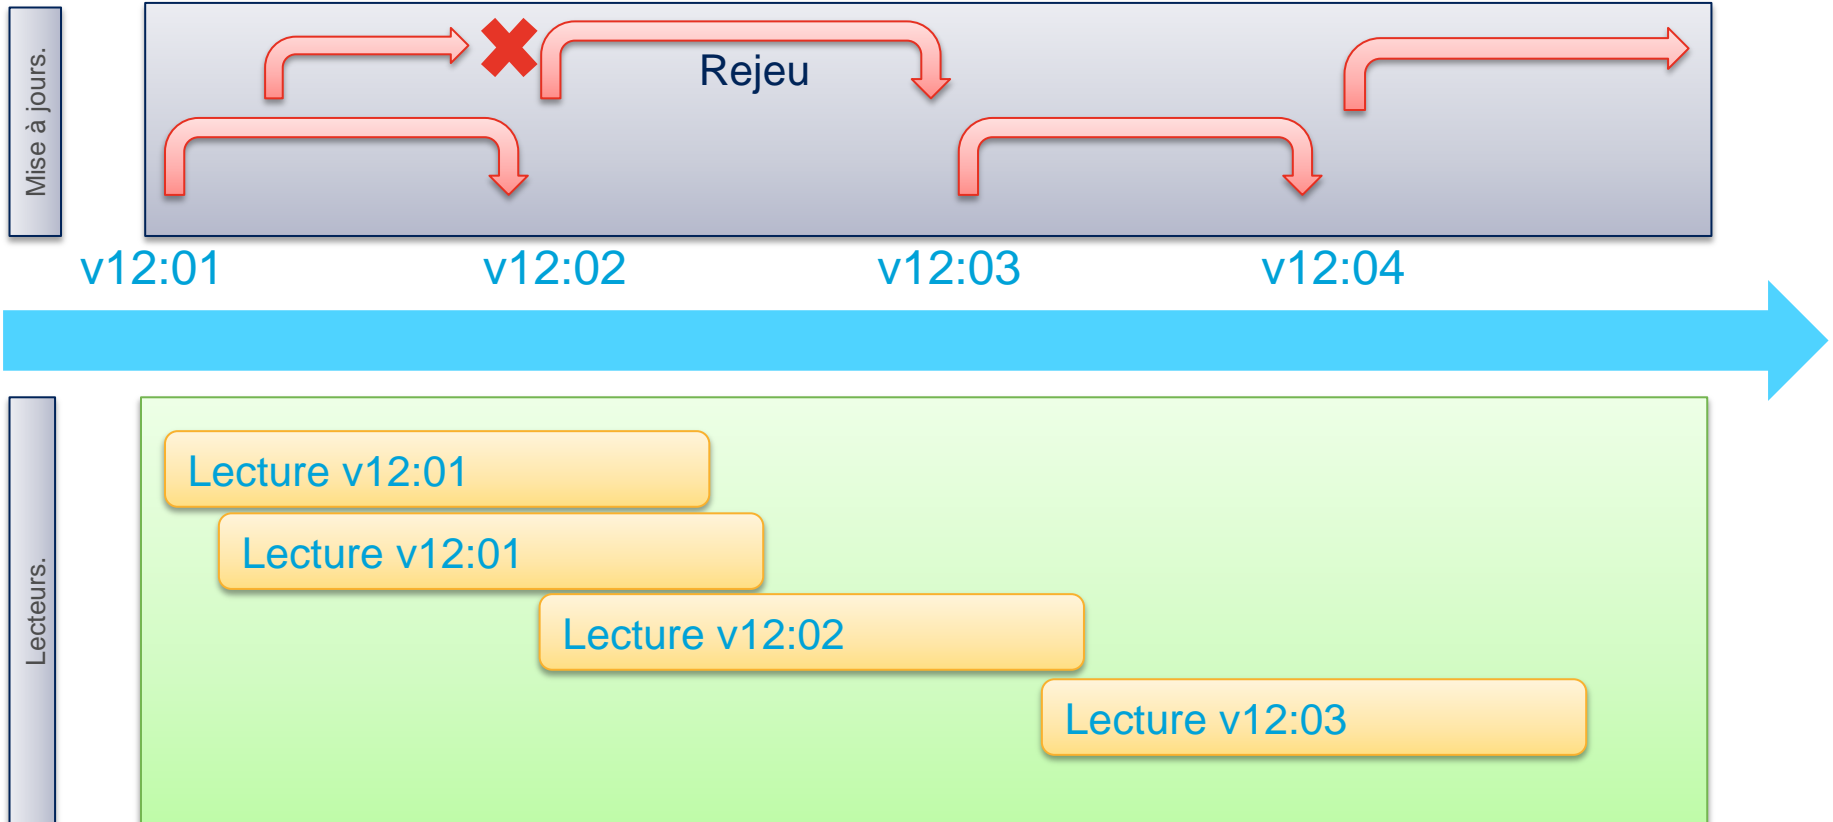 Mise à jours.
Rejeu
v12:01
v12:02
v12:03
v12:04
Lecteurs.
Lecture v12:01
Lecture v12:01
Lecture v12:02
Lecture v12:03